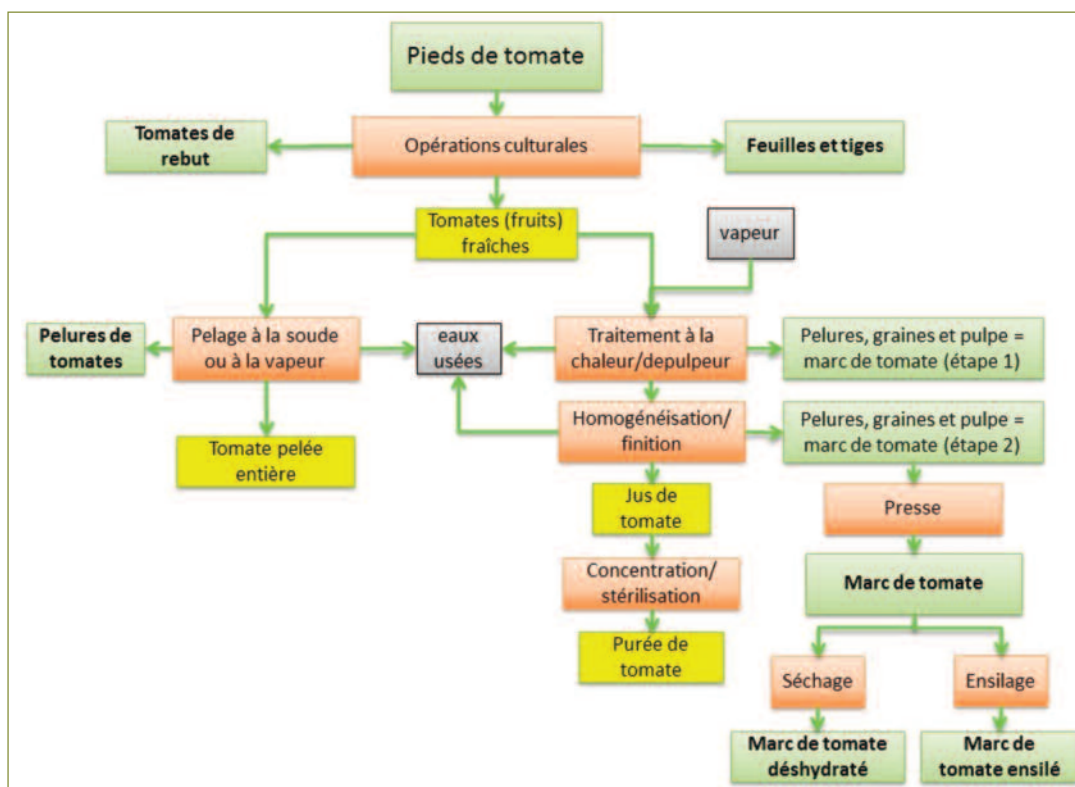 Pieds de tomate
Tomates de
rebut
Opérations culturales
Feuilles et tiges
Tomates (fruits)
fraîches
vapeur
Pelures de
tomates
Pelage à la soude
ou à la vapeur
eaux
usées
Traitement à la
chaleur/depulpeur
Pelures, graines et pulpe =
marc de tomate (étape 1)
Homogénéisation/
finition
Pelures, graines et pulpe =
marc de tomate (étape 2)
Tomate pelée
entière
Jus de
tomate
Presse
Concentration/
stérilisation
Marc de tomate
Purée de
tomate
Séchage
Ensilage
Marc de tomate
déshydraté
Marc de
tomate ensilé